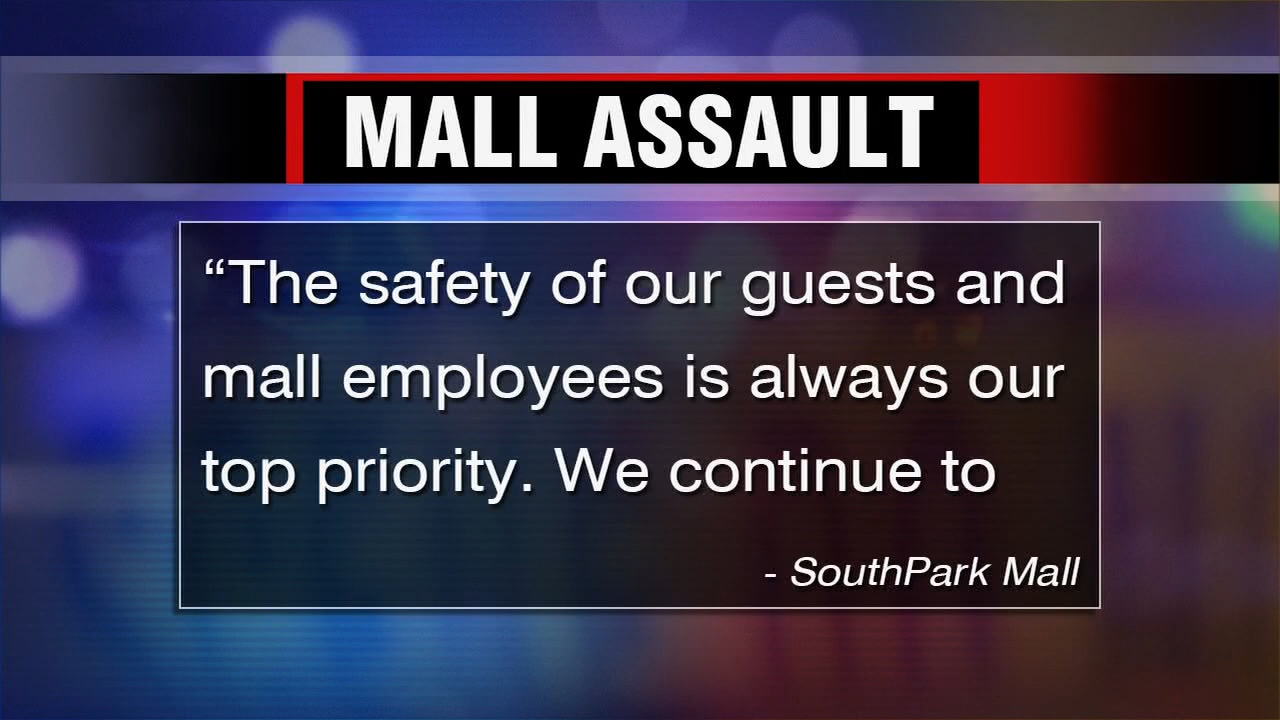 MALL ASSAULT
“The safety of our guests and
mall employees is always our
top priority. We continue to
- SouthPark Mall